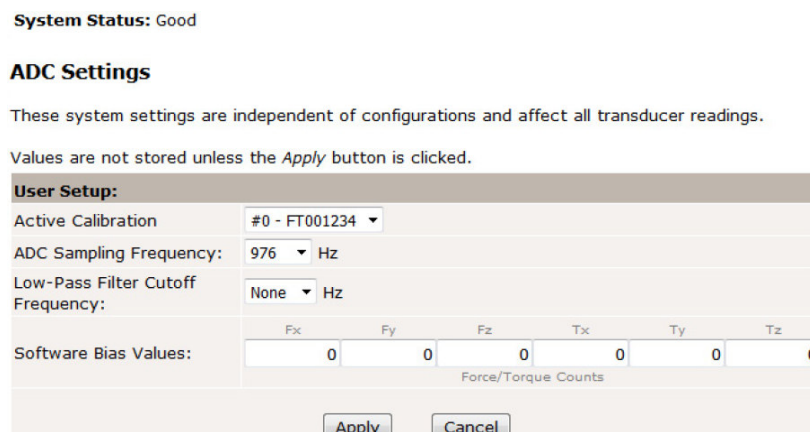 System Status: Good
ADC Settings
These system settings are independent of configurations and affect all transducer readings.
Values are not stored unless the Apply button is clicked.
User Setup:
Active Calibration #0 - FT001234
ADC Sampling Frequency: 976 Hz
Low-Pass Filter Cutoff
Frequency: None Hz
Fx Fy Fz Tx Ty Tz
Software Bias Values: 0 0 0 0 0
Force/Torque Counts
Apply Cancel